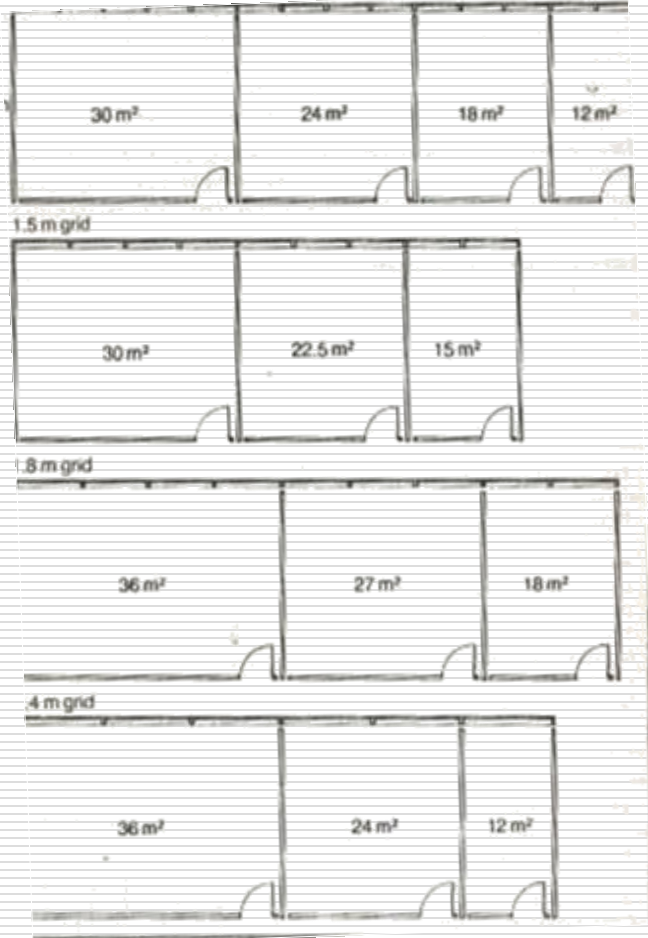 30 m² 24 m² 18 m² 12 m²
1.5 m grid
30 m² 22.5 m² 15 m²
.8 m grid
36 m² 27 m² 18 m²
.4 m grid
36 m² 24 m² 12 m²